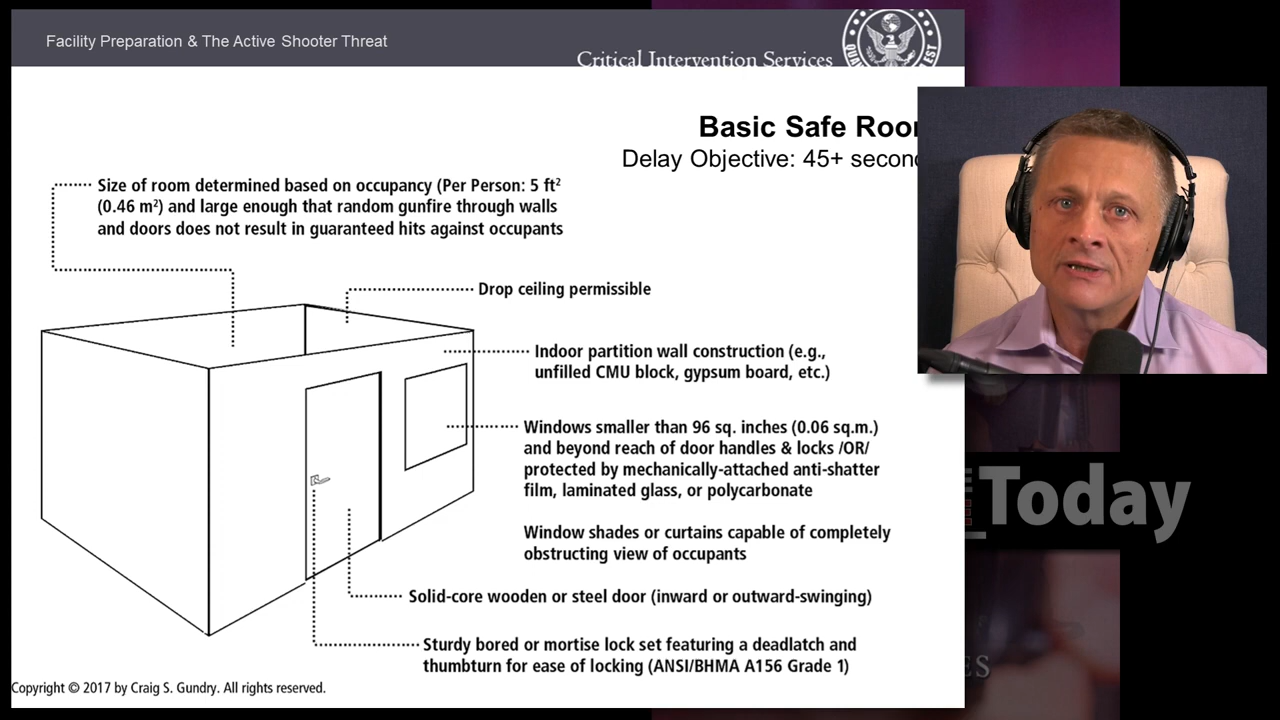 Facility Preparation & The Active Shooter Threat
Critical Intervention Services
Basic Safe
Delay Objective: 45+
Size of room determined based on occupancy (Per Person: 5 ft²
(0.46 m²) and large enough that random gunfire through walls
and doors does not result in guaranteed hits against occupants
Drop ceiling permissible
Indoor partition wall construction (e.g.,
unfilled CMU block, gypsum board, etc.)
Windows smaller than 96 sq. inches (0.06 sq.m.)
and beyond reach of door handles & locks /OR/
protected by mechanically-attached anti-shatter
film, laminated glass, or polycarbonate
Window shades or curtains capable of completely
obstructing view of occupants
Today
Solid-core wooden or steel door (inward or outward-swinging)
Sturdy bored or mortise lock set featuring a deadlatch and
thumbturn for ease of locking (ANSI/BHMA A156 Grade 1)
Copyright © 2017 by Craig S. Gundry. All rights reserved.